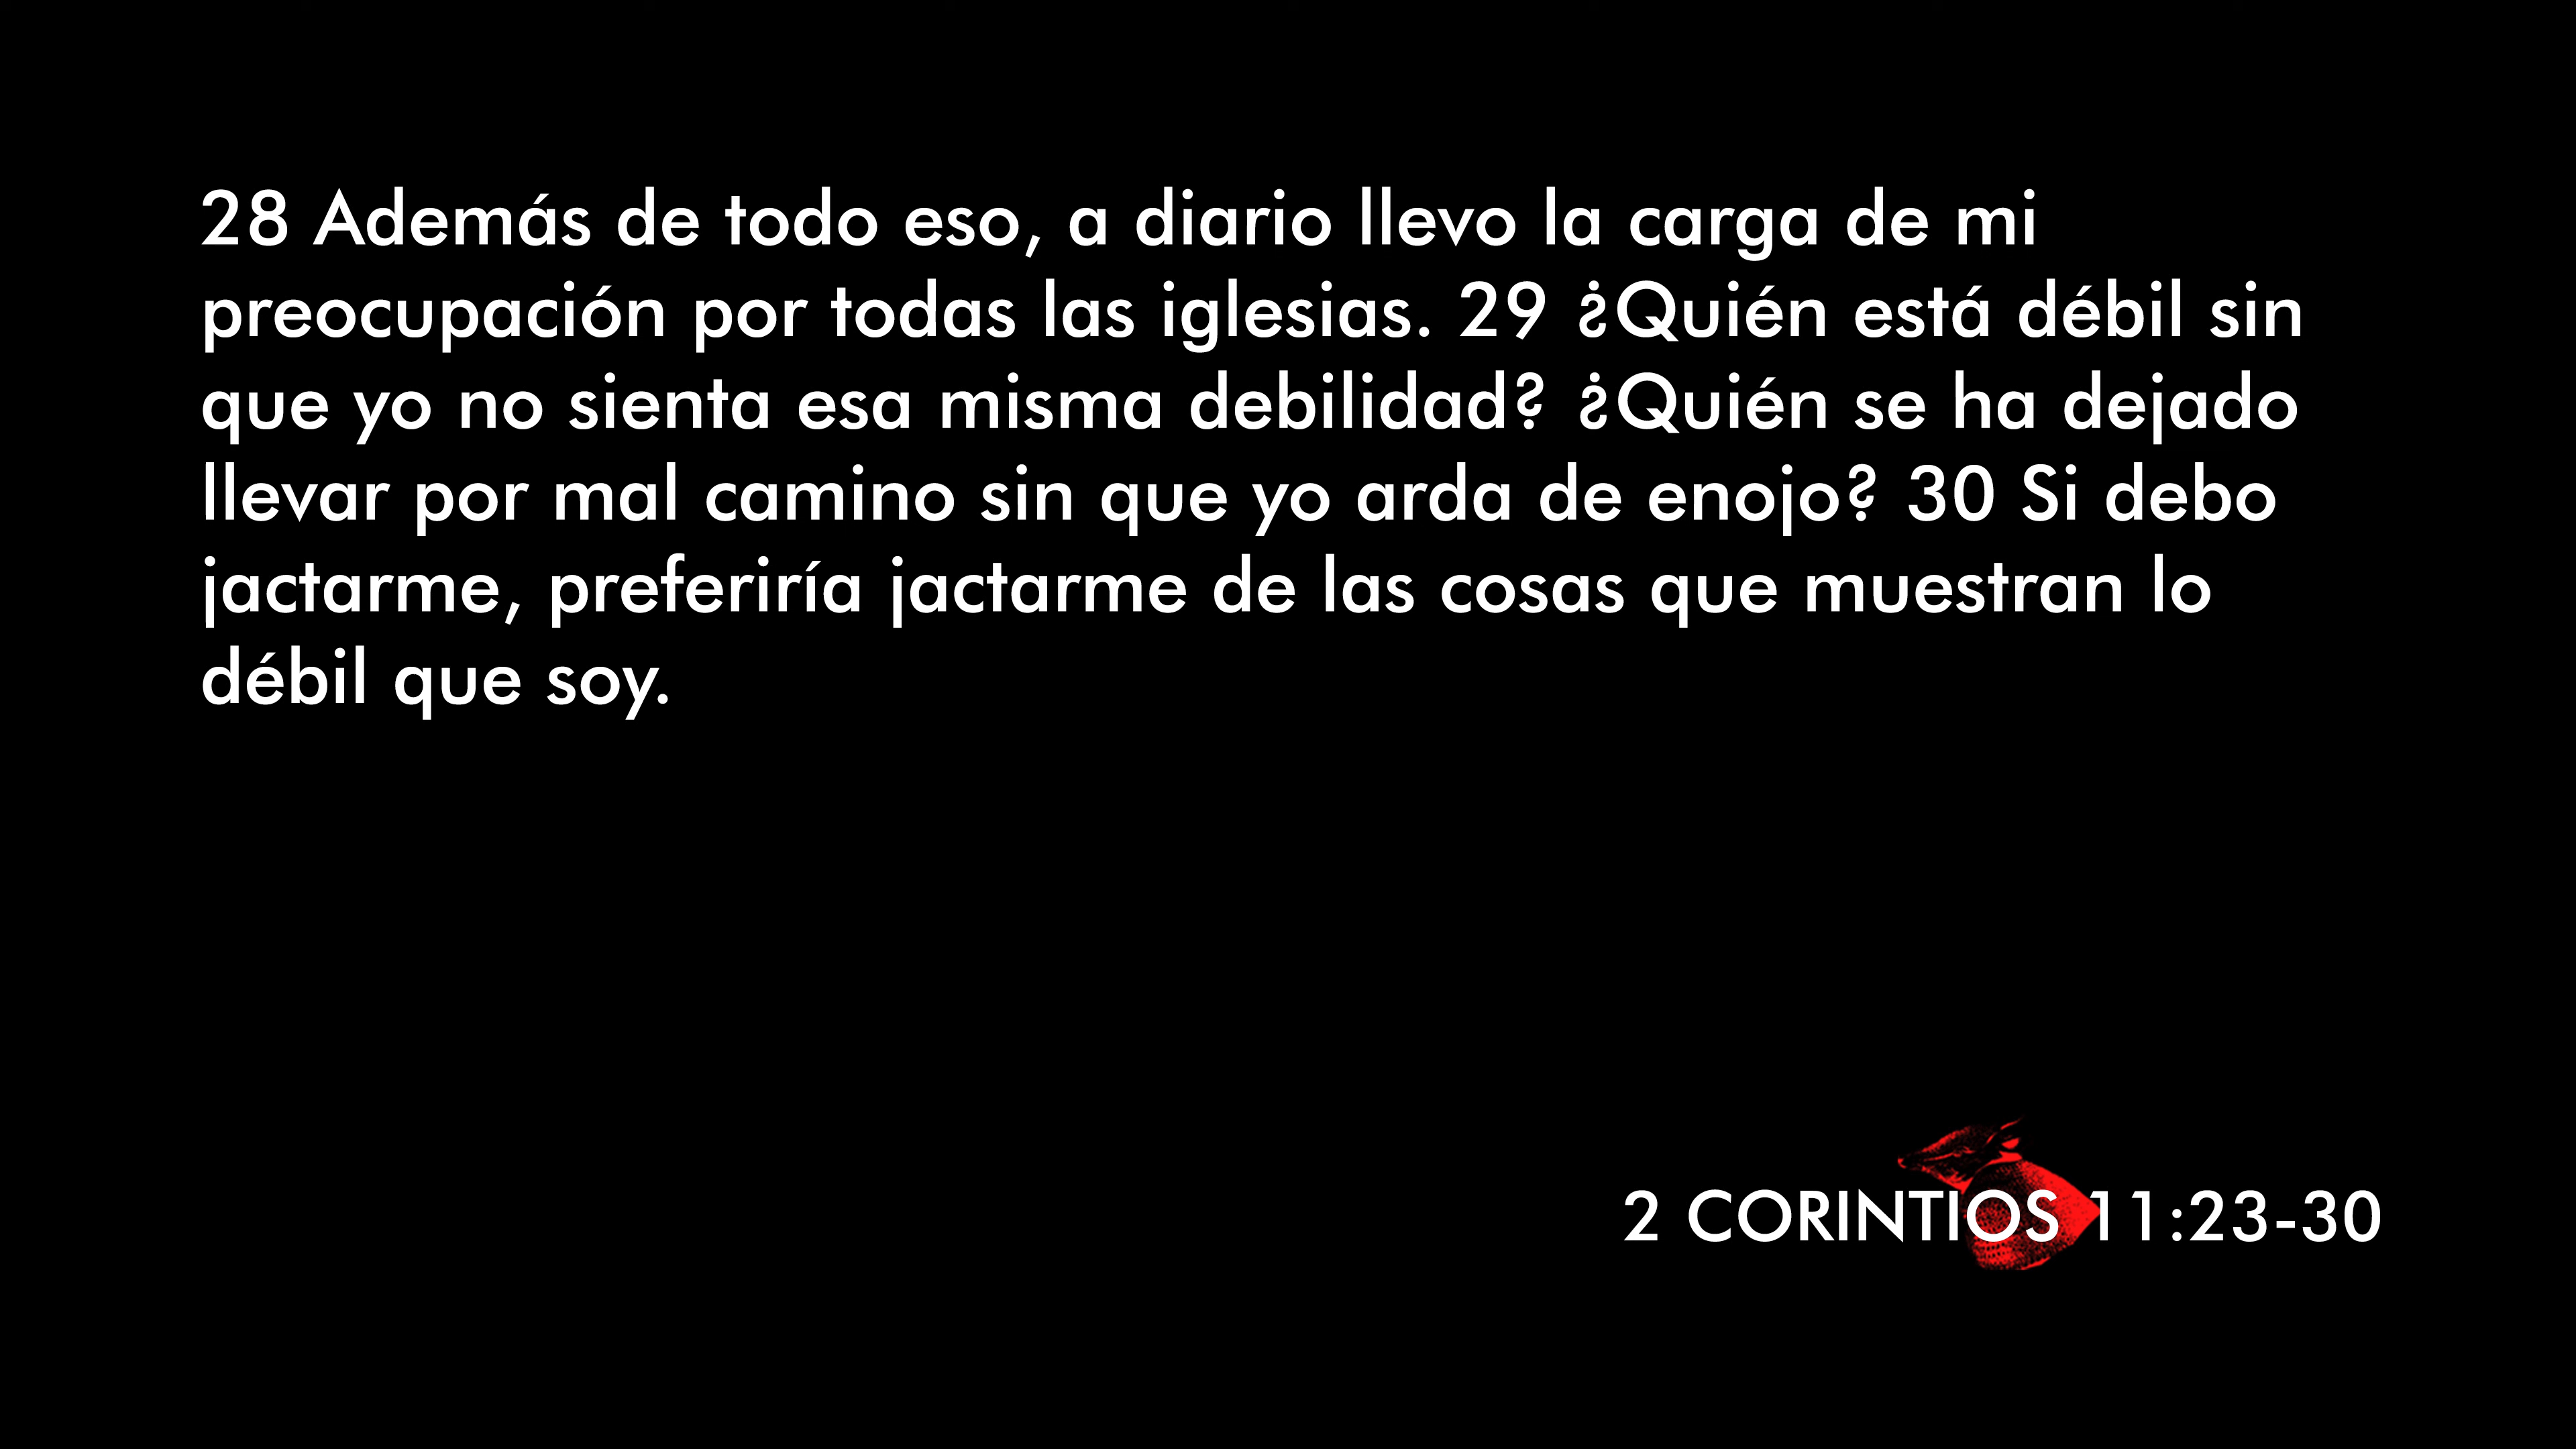 28 Además de todo eso, a diario llevo la carga de mi
preocupación por todas las iglesias. 29 ¿Quién está débil sin
que yo no sienta esa misma debilidad? ¿Quién se ha dejado
llevar por mal camino sin que yo arda de enojo? 30 Si debo
jactarme, preferiría jactarme de las cosas que muestran lo
débil que soy.
2 CORINTIOS 11:23-30